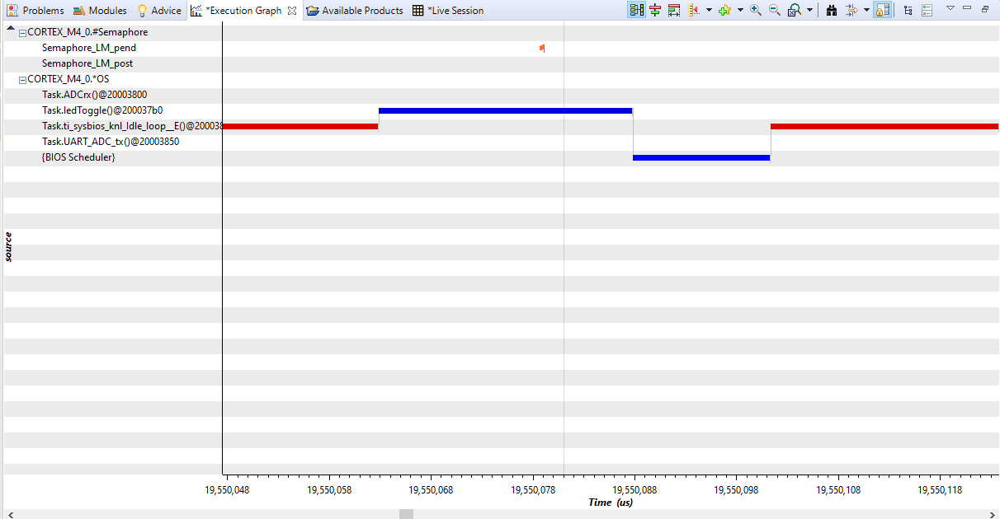 Problems Modules Advice *Execution Graph Available Products *Live Session
CORTEX_M4_0.#Semaphore
Semaphore_LM_pend
Semaphore_LM_post
CORTEX_M4_0.*OS
Task.ADCrx()@20003800
Task.ledToggle()@200037b0
Task.ti_sysbios_knl_Idle_loop__E()@200038
Task.UART_ADC_tx()@20003850
{BIOS Scheduler}
source
19,550,048 19,550,058 19,550,068 19,550,078 19,550,088 19,550,098 19,550,108 19,550,118
Time (us)